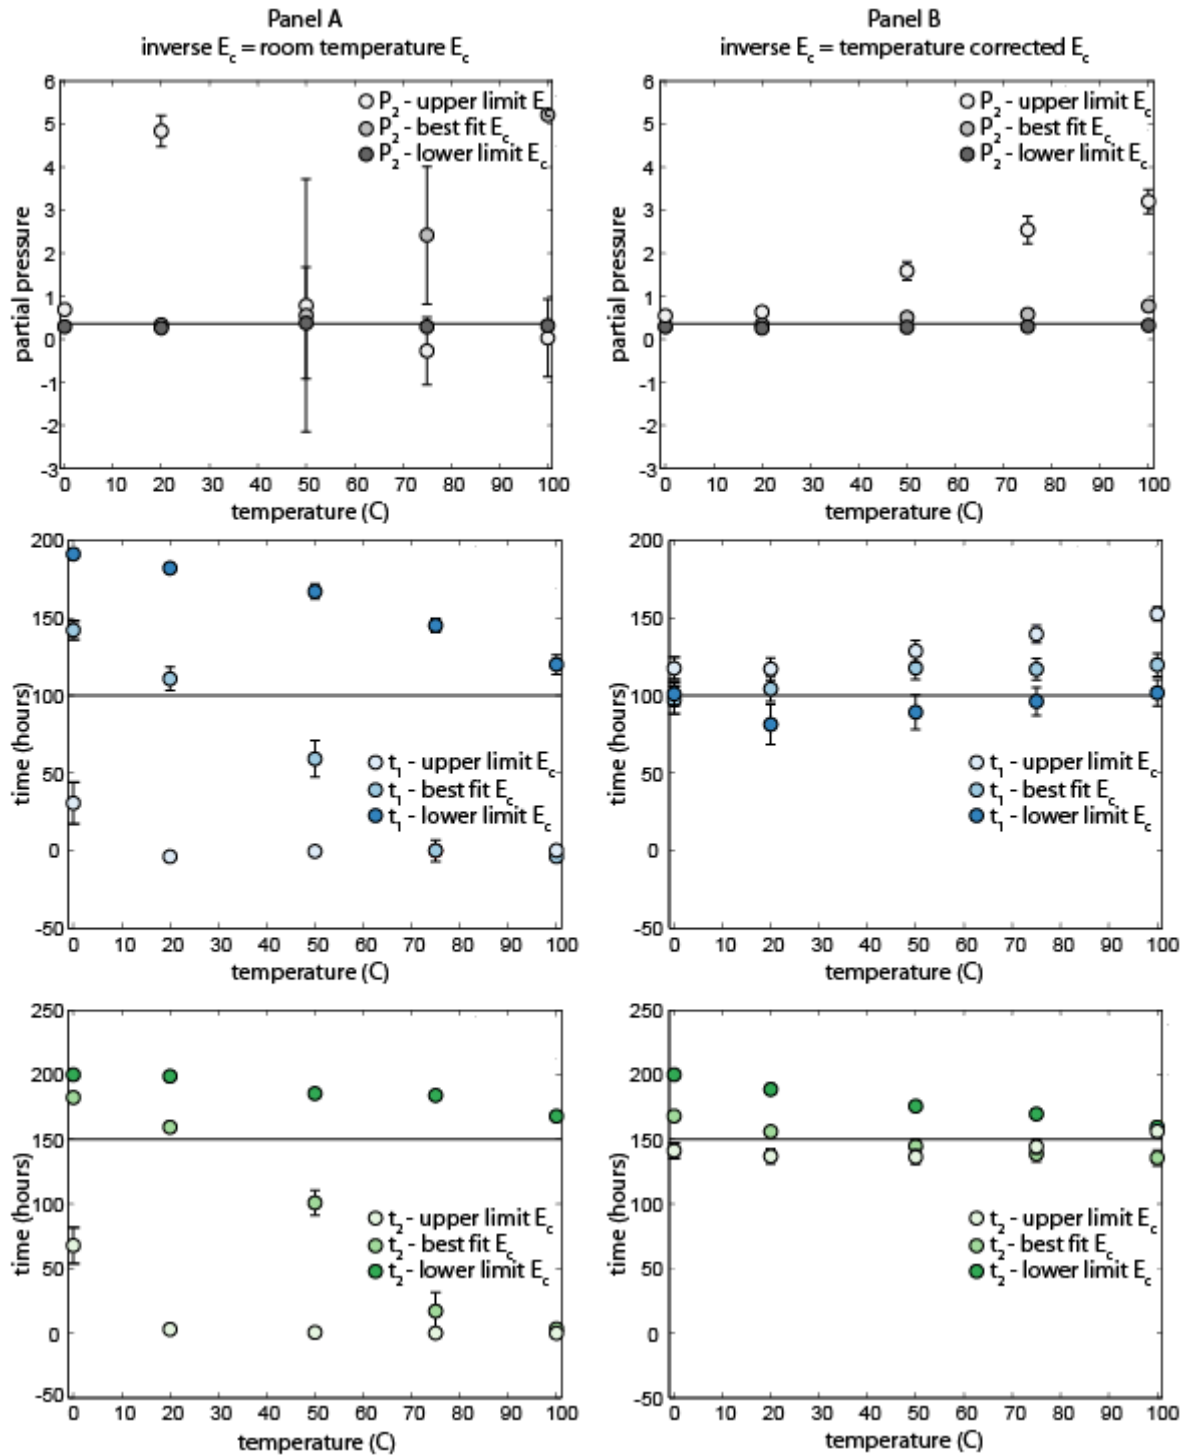 Panel A
inverse E_c = room temperature E_c
Panel B
inverse E_c = temperature corrected E_c
6
5
4
3
2
1
0
-1
-2
-3
partial pressure
P_2 - upper limit E_c
P_2 - best fit E_c
P_2 - lower limit E_c
0 10 20 30 40 50 60 70 80 90 100
temperature (C)
6
5
4
3
2
1
0
-1
-2
-3
partial pressure
P_2 - upper limit E_c
P_2 - best fit E_c
P_2 - lower limit E_c
0 10 20 30 40 50 60 70 80 90 100
temperature (C)
200
150
100
50
0
-50
time (hours)
t_1 - upper limit E_c
t_1 - best fit E_c
t_1 - lower limit E_c
0 10 20 30 40 50 60 70 80 90 100
temperature (C)
200
150
100
50
0
-50
time (hours)
t_1 - upper limit E_c
t_1 - best fit E_c
t_1 - lower limit E_c
0 10 20 30 40 50 60 70 80 90 100
temperature (C)
250
200
150
100
50
0
-50
time (hours)
t_2 - upper limit E_c
t_2 - best fit E_c
t_2 - lower limit E_c
0 10 20 30 40 50 60 70 80 90 100
temperature (C)
250
200
150
100
50
0
-50
time (hours)
t_2 - upper limit E_c
t_2 - best fit E_c
t_2 - lower limit E_c
0 10 20 30 40 50 60 70 80 90 100
temperature (C)